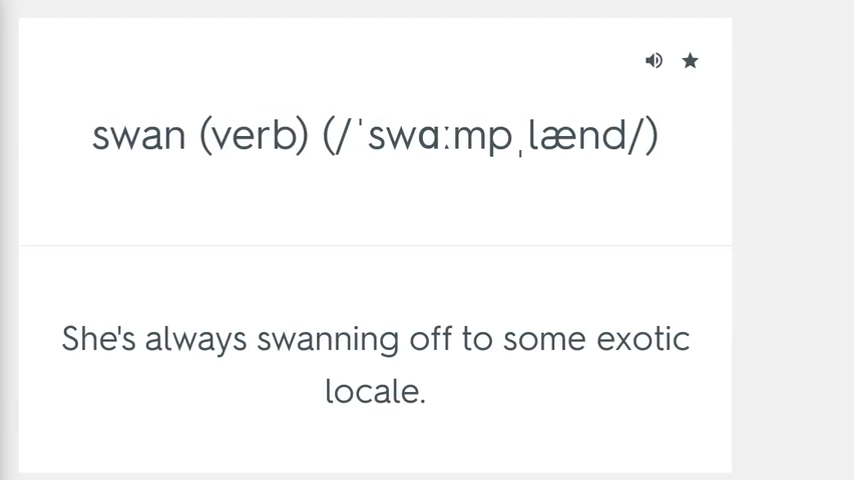 swan (verb) (/ˈswɑːmpˌlænd/)
She's always swanning off to some exotic
locale.